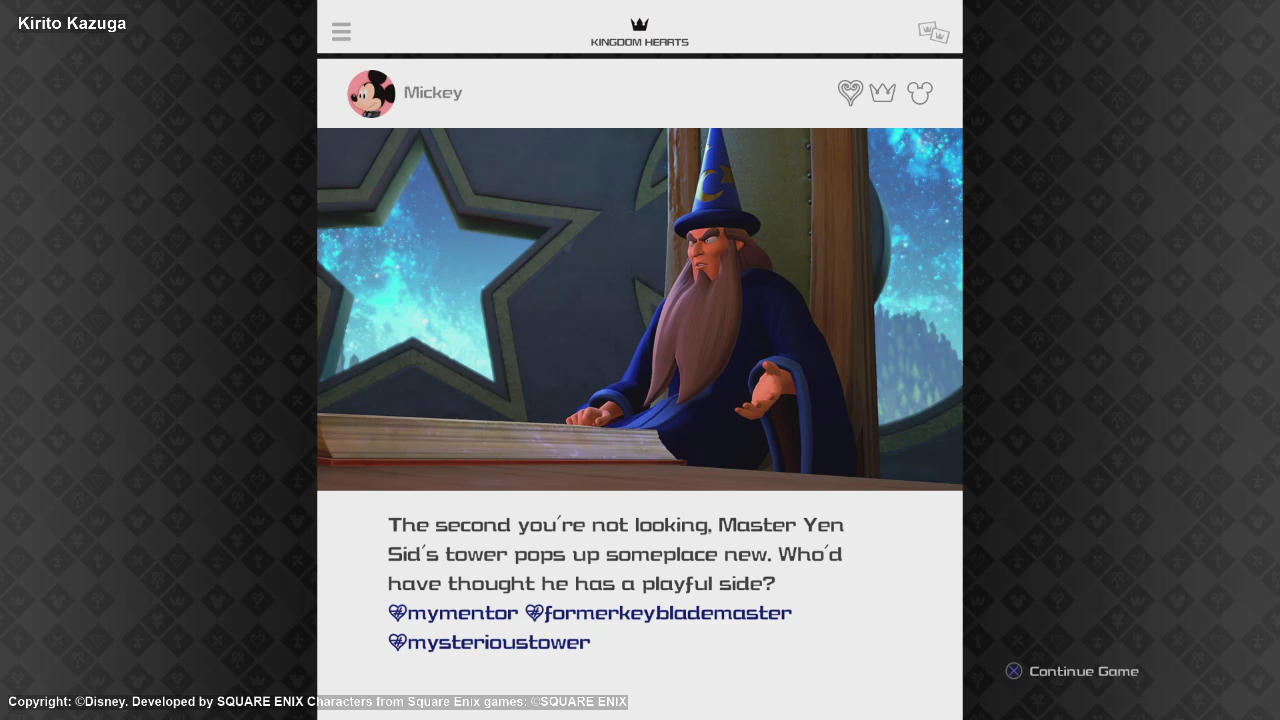 Kirito Kazuga
KINGDOM HEARTS
Mickey
The second you're not looking, Master Yen
Sid's tower pops up someplace new. Who'd
have thought he has a playful side?
#mymentor #formerkeyblademaster
#mysterioustower
Continue Game
Copyright: ©Disney. Developed by SQUARE ENIX Characters from Square Enix games: ©SQUARE ENIX